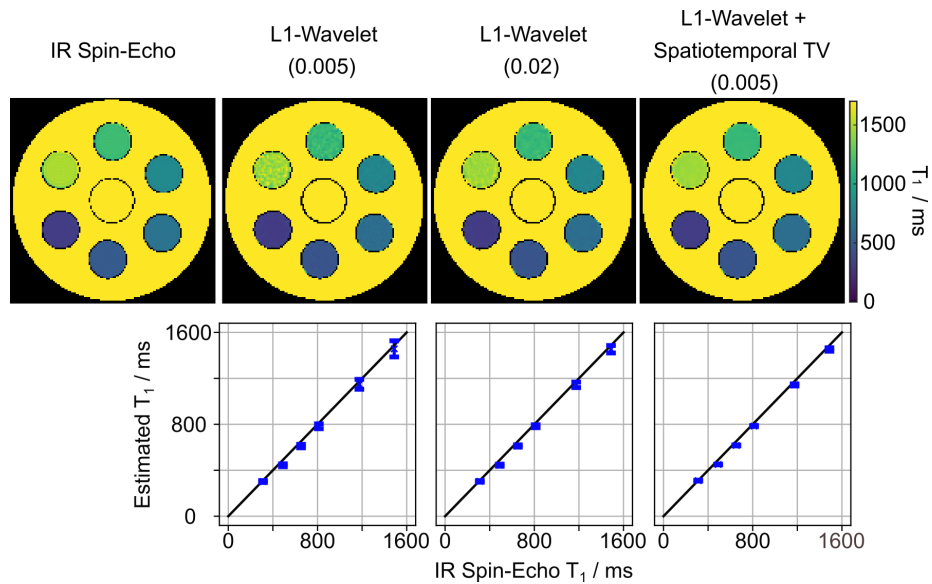 IR Spin-Echo
L1-Wavelet
(0.005)
L1-Wavelet
(0.02)
L1-Wavelet +
Spatiotemporal TV
(0.005)
1500
1000
500
0
T₁ / ms
1600
800
0
Estimated T₁ / ms
0 800 1600
0 800 1600
0 800 1600
IR Spin-Echo T₁ / ms